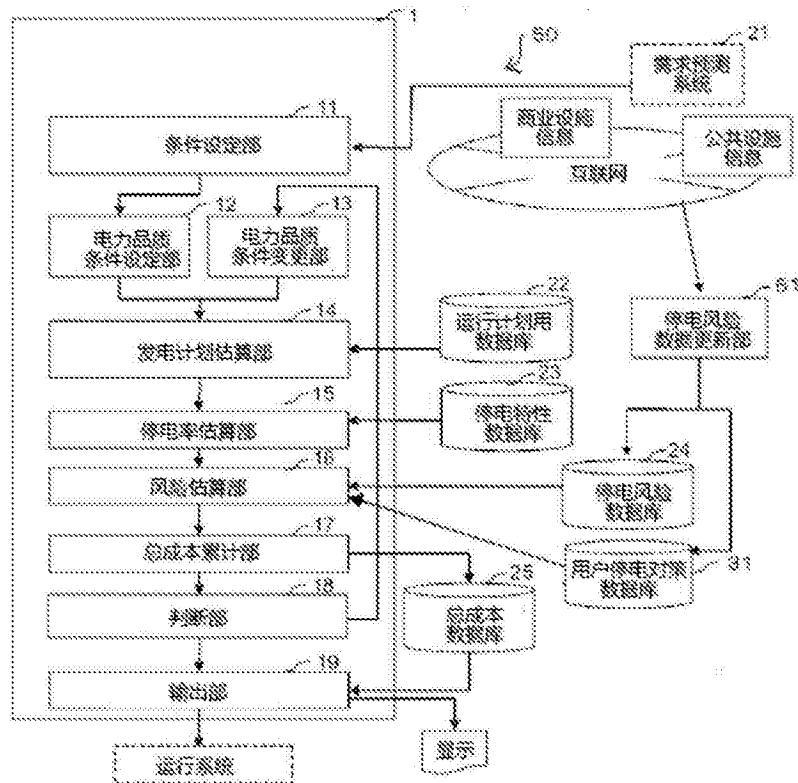 1
60
21
需求预测
系统
11
条件设定部
商业设施
信息
公共设施
信息
互联网
12
电力品质
条件设定部
13
电力品质
条件变更部
14
发电计划估算部
22
运行计划用
数据库
61
停电风险
数据更新部
15
停电率估算部
23
停电特性
数据库
16
风险估算部
24
停电风险
数据库
17
总成本累计部
31
用户停电对策
数据库
18
判断部
25
总成本
数据库
19
输出部
显示
运行系统